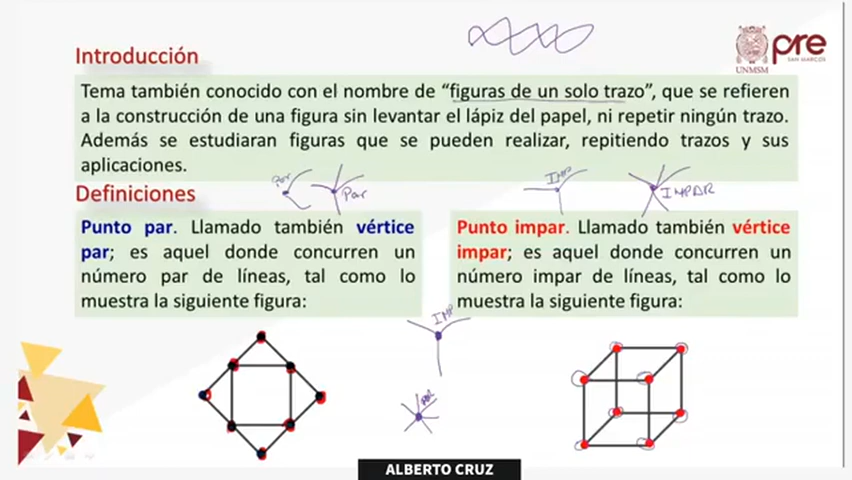 Introducción
pre
SAN MARCOS
UNMSM
Tema también conocido con el nombre de “figuras de un solo trazo”, que se refieren
a la construcción de una figura sin levantar el lápiz del papel, ni repetir ningún trazo.
Además se estudiaran figuras que se pueden realizar, repitiendo trazos y sus
aplicaciones.
Par
Par
IMP
IMPAR
Definiciones
Punto par. Llamado también vértice
par; es aquel donde concurren un
número par de líneas, tal como lo
muestra la siguiente figura:
Punto impar. Llamado también vértice
impar; es aquel donde concurren un
número impar de líneas, tal como lo
muestra la siguiente figura:
IMP
ALBERTO CRUZ